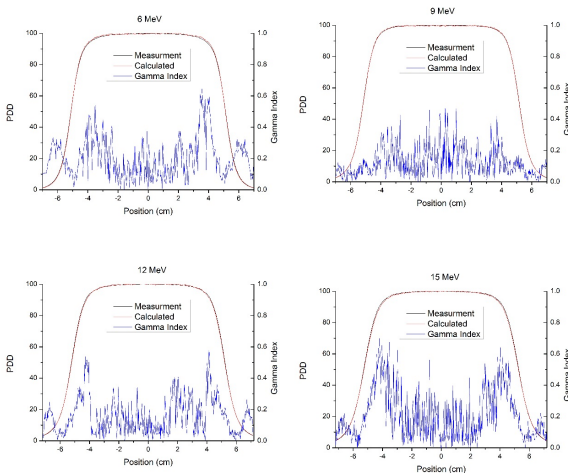 6 MeV
100
80
60
40
20
0
PDD
Measurment
Calculated
Gamma Index
1.0
0.8
0.6
0.4
0.2
0.0
Gamma Index
-6 -4 -2 0 2 4 6
Position (cm)
9 MeV
100
80
60
40
20
0
PDD
Measurment
Calculated
Gamma Index
1.0
0.8
0.6
0.4
0.2
0.0
Gamma Index
-6 -4 -2 0 2 4 6
Position (cm)
12 MeV
100
80
60
40
20
0
PDD
Measurment
Calculated
Gamma Index
1.0
0.8
0.6
0.4
0.2
0.0
Gamma Index
-6 -4 -2 0 2 4 6
Position (cm)
15 MeV
100
80
60
40
20
0
PDD
Measurment
Calculated
Gamma Index
1.0
0.8
0.6
0.4
0.2
0.0
Gamma Index
-6 -4 -2 0 2 4 6
Position (cm)